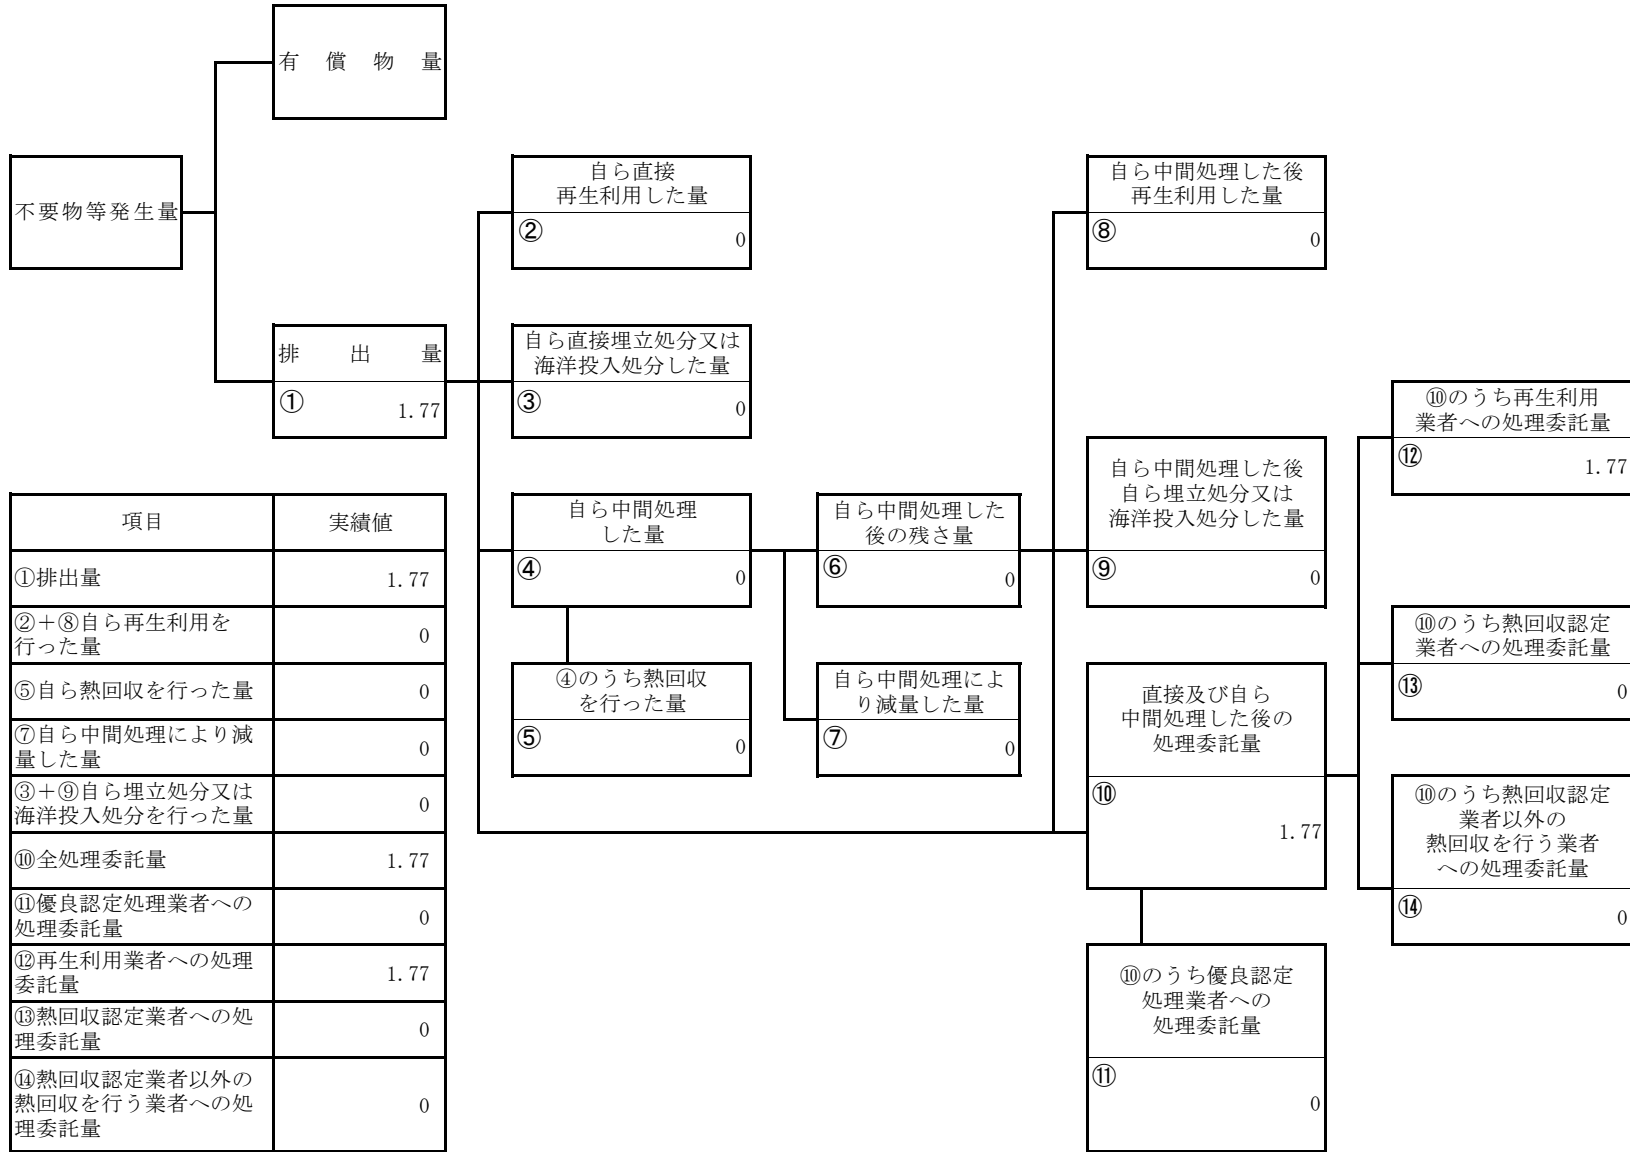 有償物量
不要物等発生量
排出量
①
1.77
自ら直接
再生利用した量
②
0
自ら直接埋立処分又は
海洋投入処分した量
③
0
自ら中間処理
した量
④
0
④のうち熱回収
を行った量
⑤
0
自ら中間処理した
後の残さ量
⑥
0
自ら中間処理によ
り減量した量
⑦
0
自ら中間処理した後
再生利用した量
⑧
0
自ら中間処理した後
自ら埋立処分又は
海洋投入処分した量
⑨
0
直接及び自ら
中間処理した後の
処理委託量
⑩
1.77
⑩のうち優良認定
処理業者への
処理委託量
⑪
0
⑩のうち再生利用
業者への処理委託量
⑫
1.77
⑩のうち熱回収認定
業者への処理委託量
⑬
0
⑩のうち熱回収認定
業者以外の
熱回収を行う業者
への処理委託量
⑭
0
項目 実績値
①排出量 1.77
②+⑧自ら再生利用を
行った量 0
⑤自ら熱回収を行った量 0
⑦自ら中間処理により減
量した量 0
③+⑨自ら埋立処分又は
海洋投入処分を行った量 0
⑩全処理委託量 1.77
⑪優良認定処理業者への
処理委託量 0
⑫再生利用業者への処理
委託量 1.77
⑬熱回収認定業者への処
理委託量 0
⑭熱回収認定業者以外の
熱回収を行う業者への処
理委託量 0